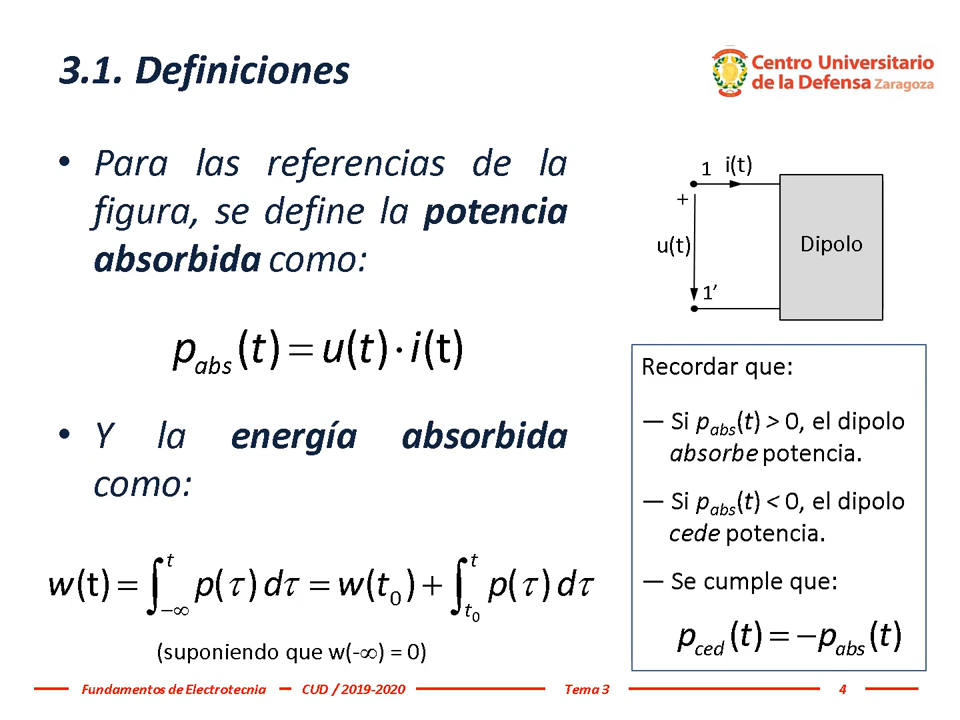 3.1. Definiciones
Centro Universitario
de la Defensa Zaragoza
• Para las referencias de la
figura, se define la potencia
absorbida como:
p_abs(t) = u(t) · i(t)
• Y la energía absorbida
como:
w(t) = ∫_{-∞}^{t} p(τ) dτ = w(t_0) + ∫_{t_0}^{t} p(τ) dτ
(suponiendo que w(-∞) = 0)
1 i(t)
+
u(t)
Dipolo
1’
Recordar que:
— Si p_abs(t) > 0, el dipolo
absorbe potencia.
— Si p_abs(t) < 0, el dipolo
cede potencia.
— Se cumple que:
p_ced(t) = −p_abs(t)
Fundamentos de Electrotecnia CUD / 2019-2020 Tema 3 4